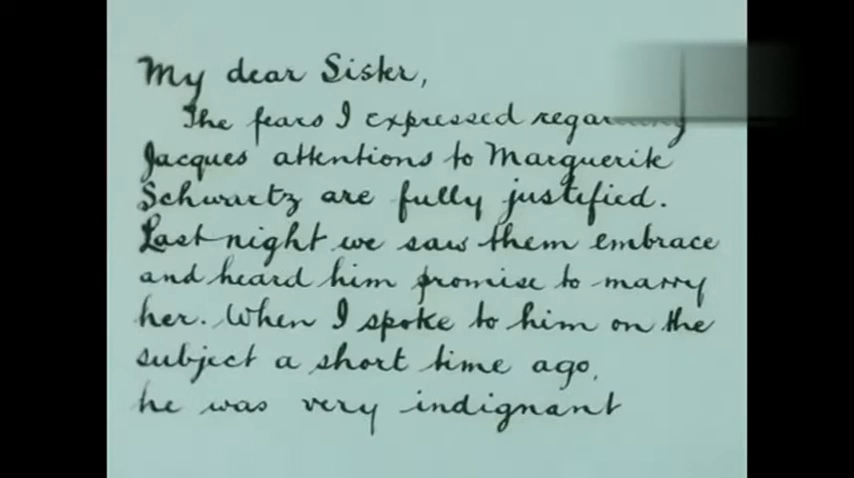 My dear Sister,
The fears I expressed regarding
Jacques attentions to Marguerite
Schwartz are fully justified.
Last night we saw them embrace
and heard him promise to marry
her. When I spoke to him on the
subject a short time ago,
he was very indignant